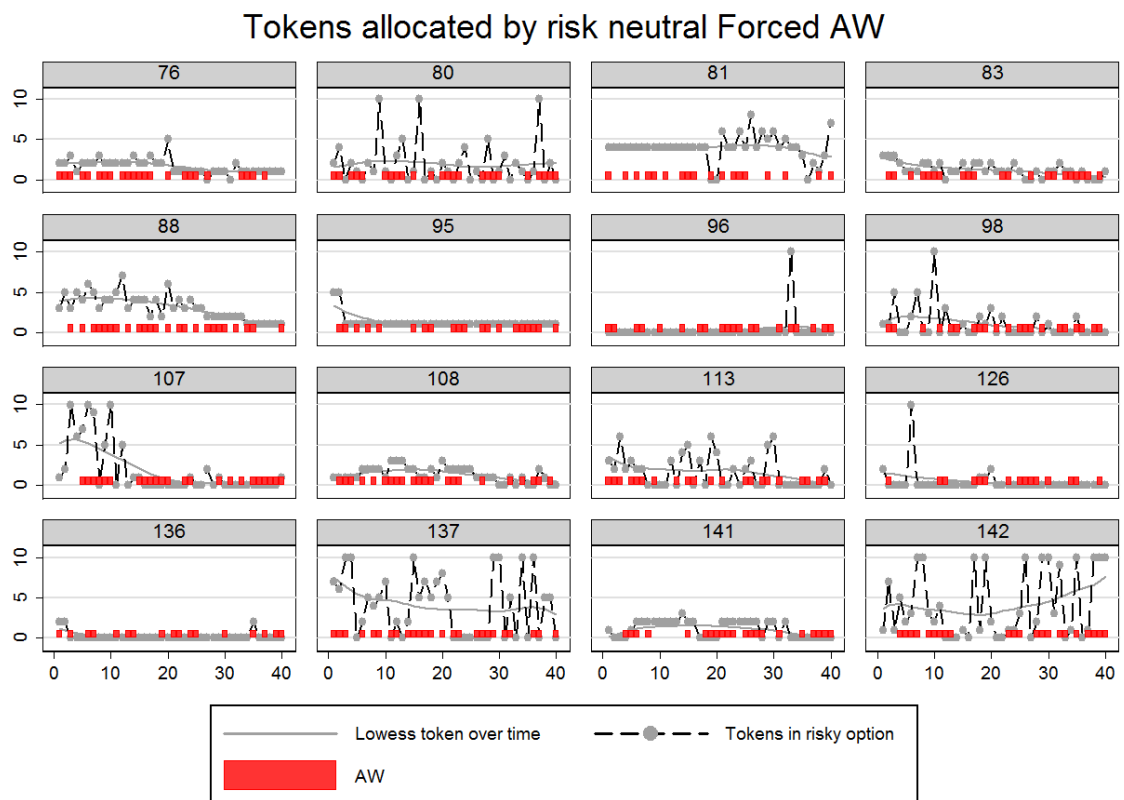 Tokens allocated by risk neutral Forced AW
76 80 81 83
10
5
0
88 95 96 98
10
5
0
107 108 113 126
10
5
0
136 137 141 142
10
5
0
0 10 20 30 40 0 10 20 30 40 0 10 20 30 40 0 10 20 30 40
Lowess token over time Tokens in risky option
AW